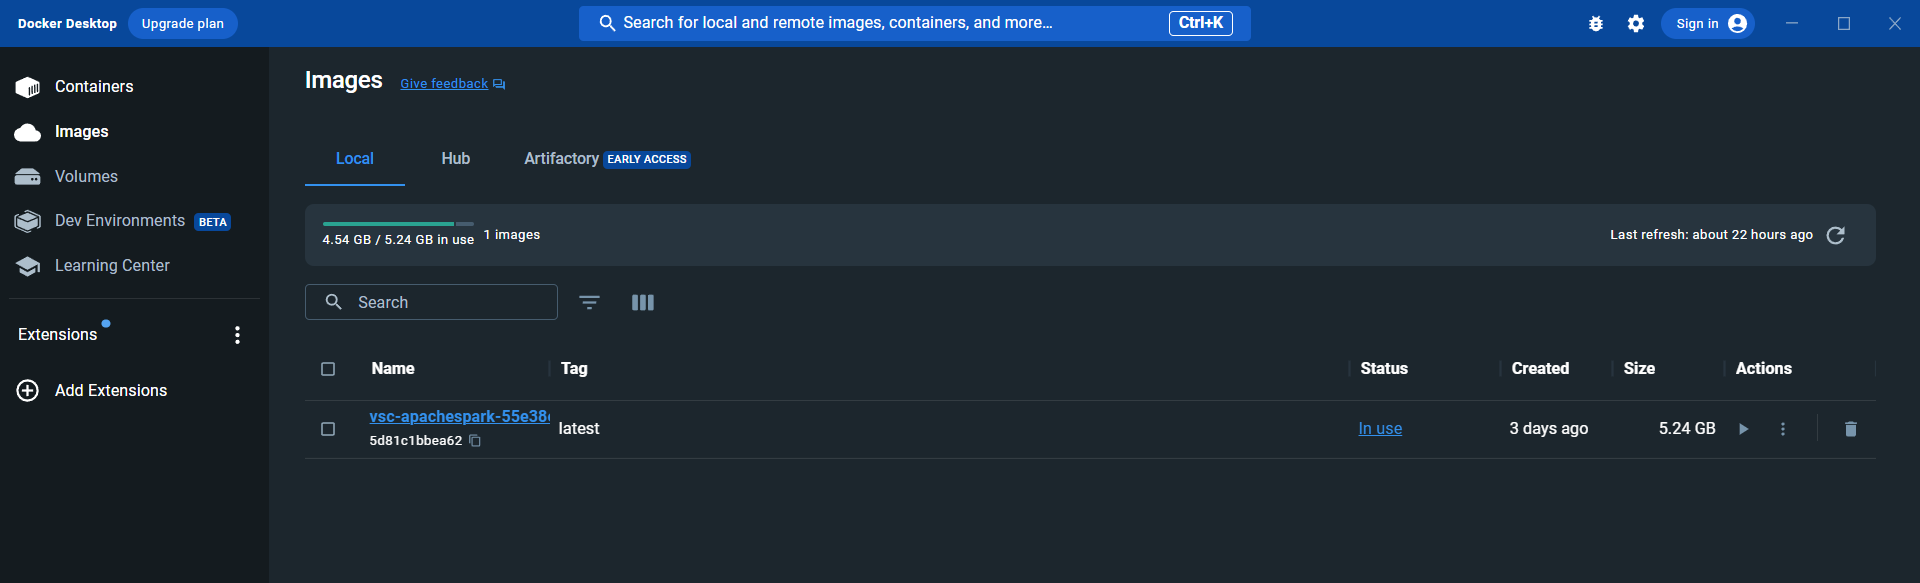 Docker Desktop Upgrade plan Search for local and remote images, containers, and more... Ctrl+K Sign in
Containers
Images
Volumes
Dev Environments BETA
Learning Center
Extensions
Add Extensions
Images Give feedback
Local Hub Artifactory EARLY ACCESS
4.54 GB / 5.24 GB in use 1 images Last refresh: about 22 hours ago
Search
Name Tag Status Created Size Actions
vsc-apachespark-55e38
latest In use 3 days ago 5.24 GB
5d81c1bbea62